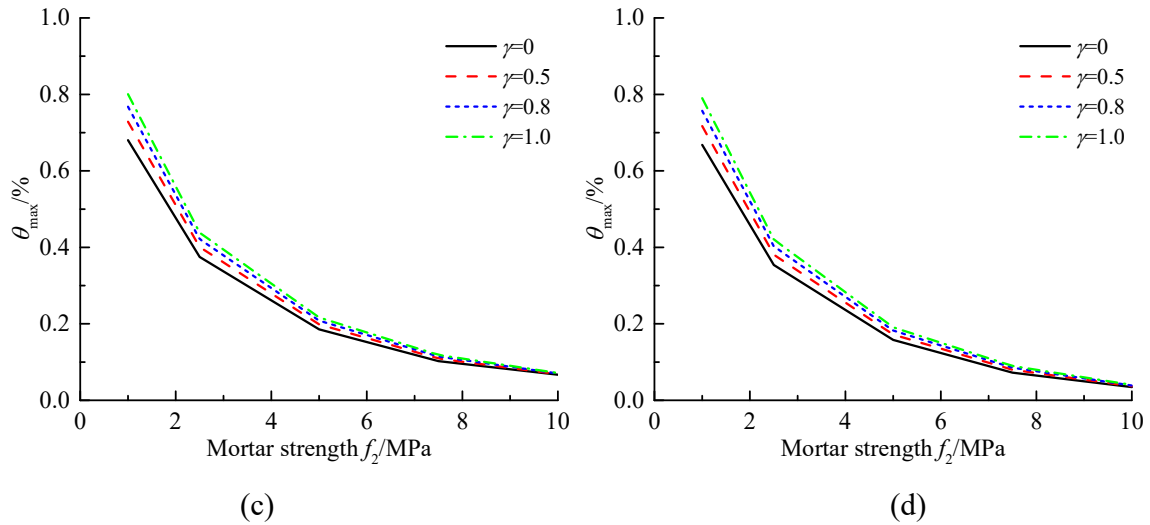 1.0
0.8
0.6
0.4
0.2
0.0
θmax/%
0 2 4 6 8 10
Mortar strength f2/MPa
γ=0
γ=0.5
γ=0.8
γ=1.0
(c)
1.0
0.8
0.6
0.4
0.2
0.0
θmax/%
0 2 4 6 8 10
Mortar strength f2/MPa
γ=0
γ=0.5
γ=0.8
γ=1.0
(d)